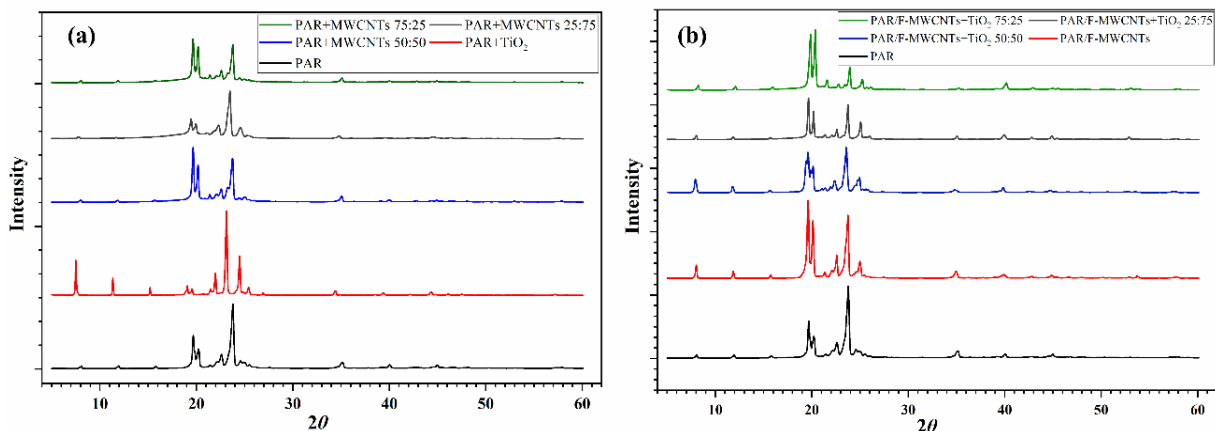 (a)
PAR+MWCNTs 75:25 PAR+MWCNTs 25:75
PAR+MWCNTs 50:50 PAR+TiO₂
PAR
Intensity
10 20 30 40 50 60
2θ
(b)
PAR/F-MWCNTs+TiO₂ 75:25 PAR/F-MWCNTs+TiO₂ 25:75
PAR/F-MWCNTs+TiO₂ 50:50 PAR/F-MWCNTs
PAR
Intensity
10 20 30 40 50 60
2θ